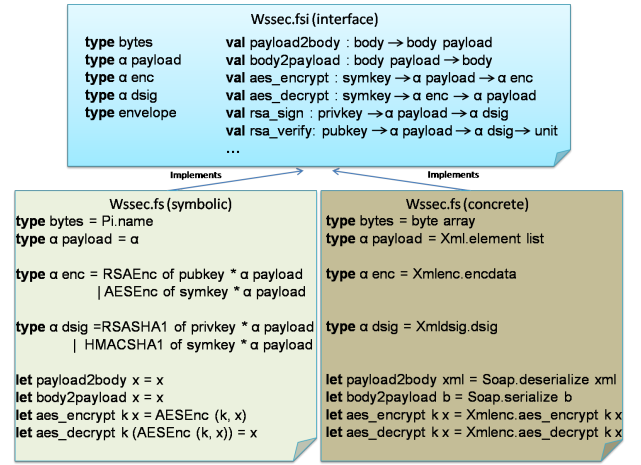 Wssec.fsi (interface)
type bytes
type α payload
type α enc
type α dsig
type envelope
val payload2body : body → body payload
val body2payload : body payload → body
val aes_encrypt : symkey → α payload → α enc
val aes_decrypt : symkey → α enc → α payload
val rsa_sign : privkey → α payload → α dsig
val rsa_verify: pubkey → α payload → α dsig → unit
...
Implements
Implements
Wssec.fs (symbolic)
type bytes = Pi.name
type α payload = α
type α enc = RSAEnc of pubkey * α payload
| AESEnc of symkey * α payload
type α dsig =RSASHA1 of privkey * α payload
| HMACSHA1 of symkey * α payload
let payload2body x = x
let body2payload x = x
let aes_encrypt k x = AESEnc (k, x)
let aes_decrypt k (AESEnc (k, x)) = x
Wssec.fs (concrete)
type bytes = byte array
type α payload = Xml.element list
type α enc = Xmlenc.encdata
type α dsig = Xmldsig.dsig
let payload2body xml = Soap.deserialize xml
let body2payload b = Soap.serialize b
let aes_encrypt k x = Xmlenc.aes_encrypt k x
let aes_decrypt k x = Xmlenc.aes_decrypt k x